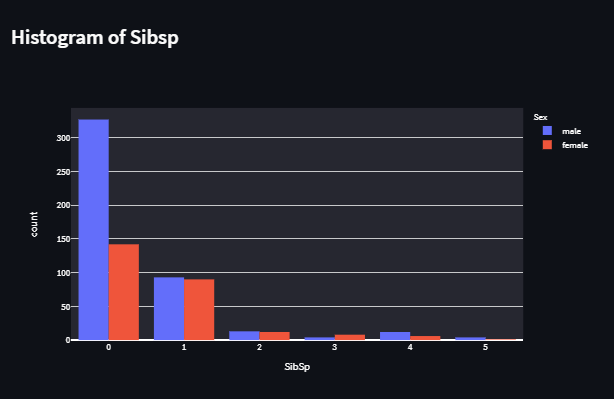 Histogram of Sibsp
Sex
male
female
count
300
250
200
150
100
50
0
0 1 2 3 4 5
SibSp